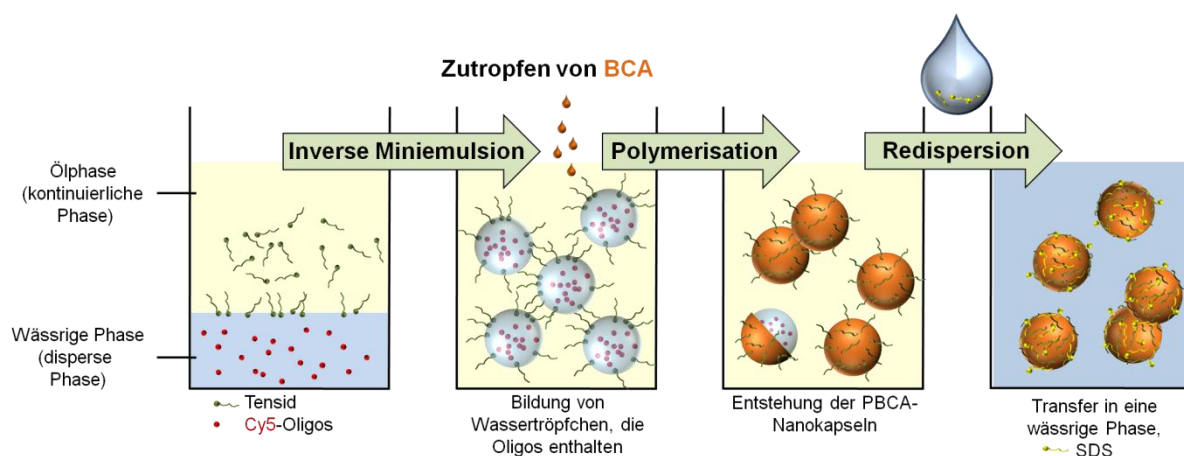 Zutropfen von BCA
Inverse Miniemulsion
Polymerisation
Redispersion
Ölphase
(kontinuierliche
Phase)
Wässrige Phase
(disperse
Phase)
Tensid
Cy5-Oligos
Bildung von
Wassertröpfchen, die
Oligos enthalten
Entstehung der PBCA-
Nanokapseln
Transfer in eine
wässrige Phase,
SDS